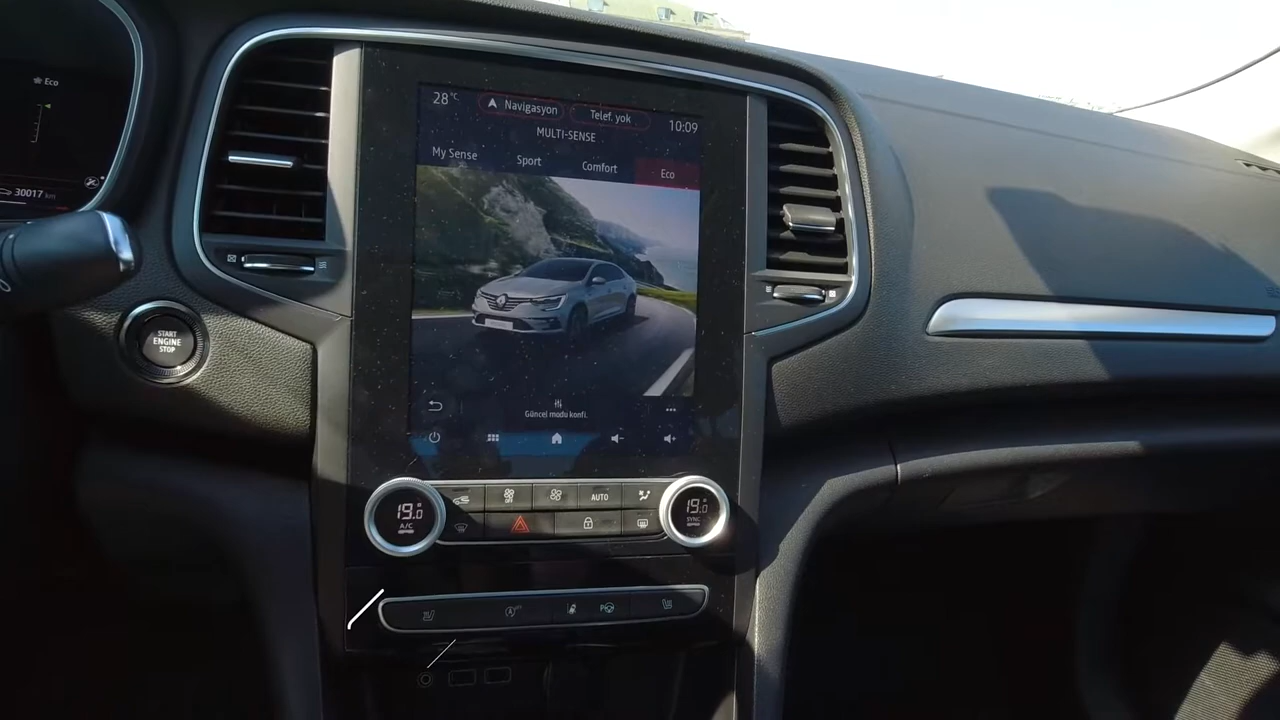 Eco
30017 km
START
ENGINE
STOP
28°C
Navigasyon
Telef. yok
10:09
MULTI-SENSE
My Sense
Sport
Comfort
Eco
Güncel modu konfi.
19.0
A/C
OFF
AUTO
19.0
SYNC